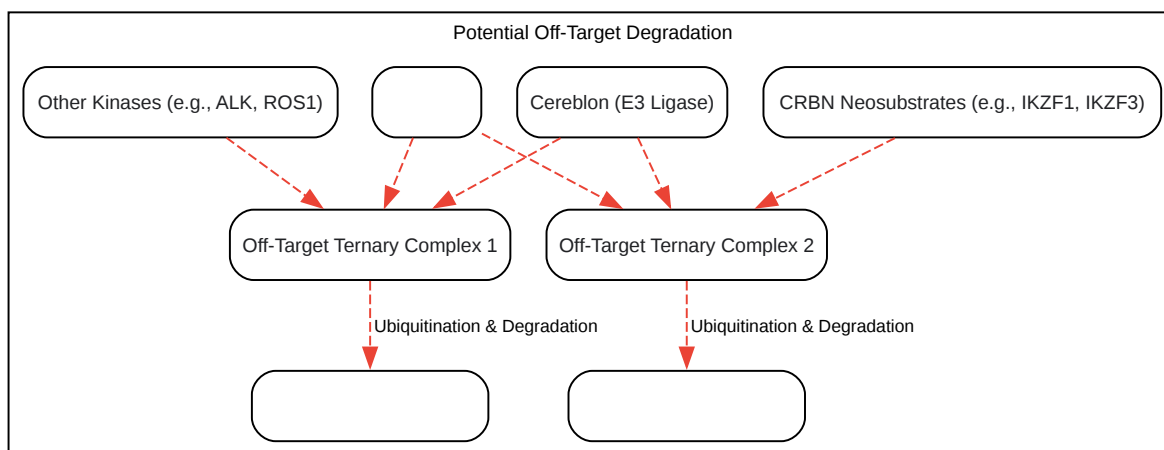 Potential Off-Target Degradation
Other Kinases (e.g., ALK, ROS1)
Cereblon (E3 Ligase)
CRBN Neosubstrates (e.g., IKZF1, IKZF3)
Off-Target Ternary Complex 1
Off-Target Ternary Complex 2
Ubiquitination & Degradation
Ubiquitination & Degradation